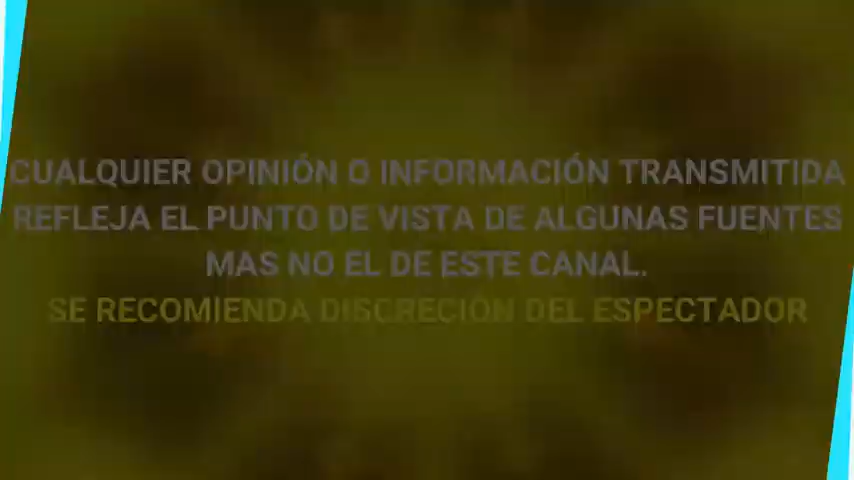 CUALQUIER OPINIÓN O INFORMACIÓN TRANSMITIDA
REFLEJA EL PUNTO DE VISTA DE ALGUNAS FUENTES
MAS NO EL DE ESTE CANAL.
SE RECOMIENDA DISCRECIÓN DEL ESPECTADOR